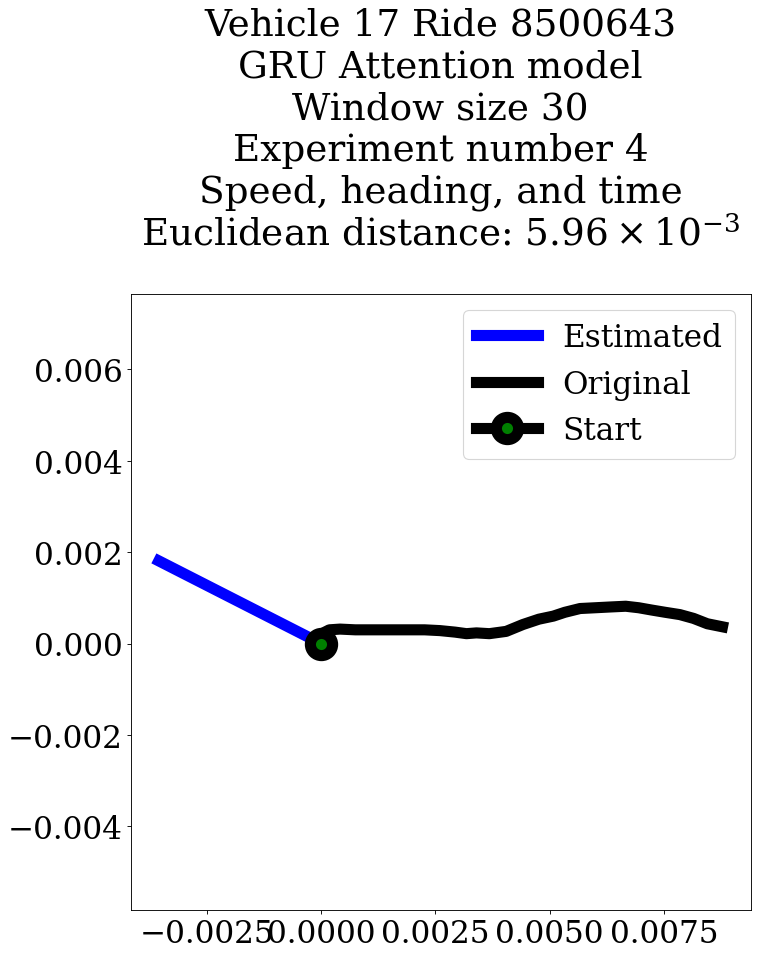 Vehicle 17 Ride 8500643
GRU Attention model
Window size 30
Experiment number 4
Speed, heading, and time
Euclidean distance: 5.96 × 10⁻³
Estimated
Original
Start
0.006
0.004
0.002
0.000
−0.002
−0.004
−0.0025 0.0000 0.0025 0.0050 0.0075